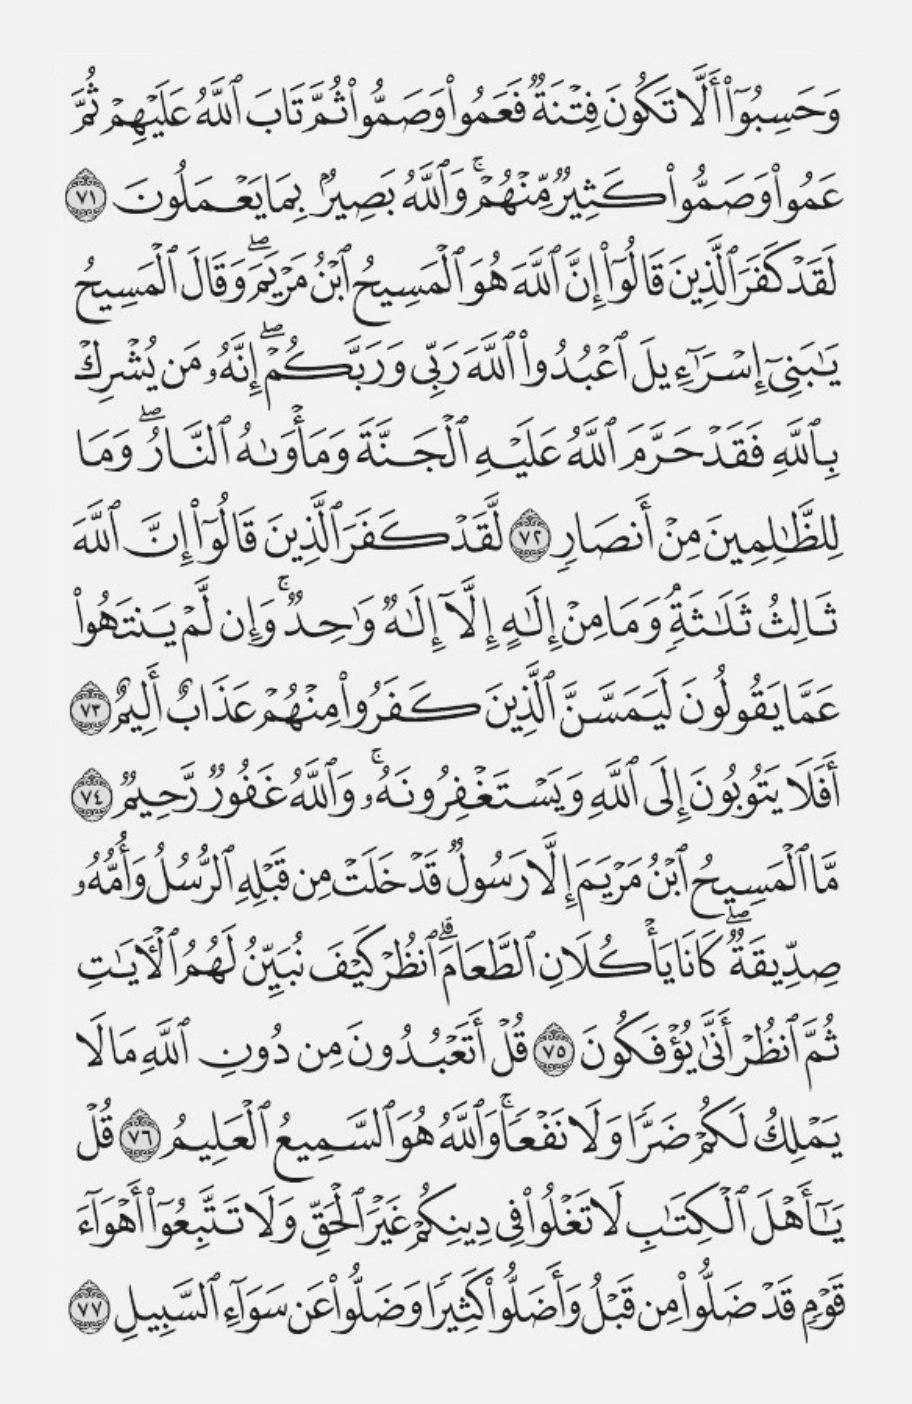 وَحَسِبُوٓا۟ أَلَّا تَكُونَ فِتْنَةٌ فَعَمُوا۟ وَصَمُّوا۟ ثُمَّ تَابَ ٱللَّهُ عَلَيْهِمْ ثُمَّ
عَمُوا۟ وَصَمُّوا۟ كَثِيرٌ مِّنْهُمْ ۚ وَٱللَّهُ بَصِيرٌۢ بِمَا يَعْمَلُونَ ٧١
لَقَدْ كَفَرَ ٱلَّذِينَ قَالُوٓا۟ إِنَّ ٱللَّهَ هُوَ ٱلْمَسِيحُ ٱبْنُ مَرْيَمَ ۖ وَقَالَ ٱلْمَسِيحُ
يَـٰبَنِىٓ إِسْرَٰٓءِيلَ ٱعْبُدُوا۟ ٱللَّهَ رَبِّى وَرَبَّكُمْ ۖ إِنَّهُۥ مَن يُشْرِكْ
بِٱللَّهِ فَقَدْ حَرَّمَ ٱللَّهُ عَلَيْهِ ٱلْجَنَّةَ وَمَأْوَىٰهُ ٱلنَّارُ ۖ وَمَا
لِلظَّـٰلِمِينَ مِنْ أَنصَارٍ ٧٢ لَّقَدْ كَفَرَ ٱلَّذِينَ قَالُوٓا۟ إِنَّ ٱللَّهَ
ثَالِثُ ثَلَـٰثَةٍ ۘ وَمَا مِنْ إِلَـٰهٍ إِلَّآ إِلَـٰهٌ وَٰحِدٌ ۚ وَإِن لَّمْ يَنتَهُوا۟
عَمَّا يَقُولُونَ لَيَمَسَّنَّ ٱلَّذِينَ كَفَرُوا۟ مِنْهُمْ عَذَابٌ أَلِيمٌ ٧٣
أَفَلَا يَتُوبُونَ إِلَى ٱللَّهِ وَيَسْتَغْفِرُونَهُۥ ۚ وَٱللَّهُ غَفُورٌ رَّحِيمٌ ٧٤
مَّا ٱلْمَسِيحُ ٱبْنُ مَرْيَمَ إِلَّا رَسُولٌ قَدْ خَلَتْ مِن قَبْلِهِ ٱلرُّسُلُ وَأُمُّهُۥ
صِدِّيقَةٌ ۖ كَانَا يَأْكُلَانِ ٱلطَّعَامَ ۗ ٱنظُرْ كَيْفَ نُبَيِّنُ لَهُمُ ٱلْـَٔايَـٰتِ
ثُمَّ ٱنظُرْ أَنَّىٰ يُؤْفَكُونَ ٧٥ قُلْ أَتَعْبُدُونَ مِن دُونِ ٱللَّهِ مَا لَا
يَمْلِكُ لَكُمْ ضَرًّا وَلَا نَفْعًا ۚ وَٱللَّهُ هُوَ ٱلسَّمِيعُ ٱلْعَلِيمُ ٧٦ قُلْ
يَـٰٓأَهْلَ ٱلْكِتَـٰبِ لَا تَغْلُوا۟ فِى دِينِكُمْ غَيْرَ ٱلْحَقِّ وَلَا تَتَّبِعُوٓا۟ أَهْوَآءَ
قَوْمٍ قَدْ ضَلُّوا۟ مِن قَبْلُ وَأَضَلُّوا۟ كَثِيرًا وَضَلُّوا۟ عَن سَوَآءِ ٱلسَّبِيلِ ٧٧